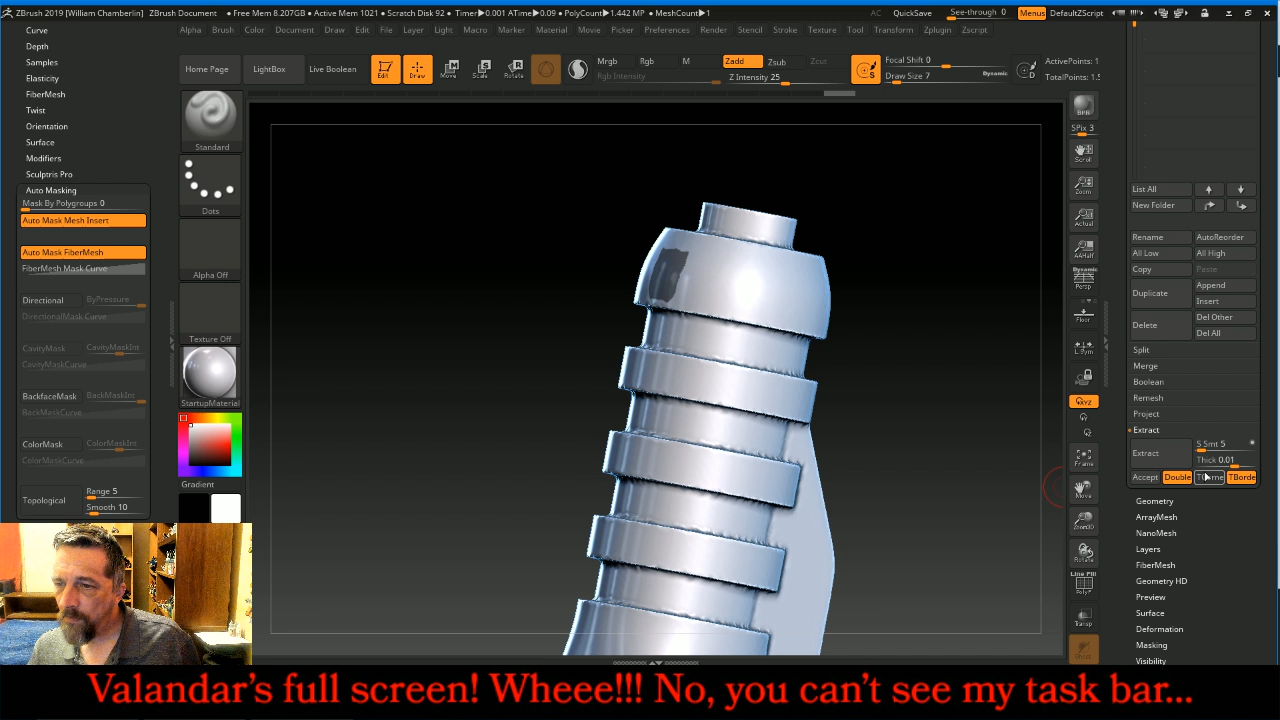 ZBrush 2019 [William Chamberlin] ZBrush Document • Free Mem 8.207GB • Active Mem 1021 • Scratch Disk 92 • Timer▶0.001 ATime▶0.09 • PolyCount▶1.442 MP • MeshCount▶1 AC QuickSave See-through 0 Menus DefaultZScript
Alpha Brush Color Document Draw Edit File Layer Light Macro Marker Material Movie Picker Preferences Render Stencil Stroke Texture Tool Transform Zplugin Zscript
Home Page LightBox Live Boolean Edit Draw Move Scale Rotate Mrgb Rgb M Zadd Zsub Zcut Focal Shift 0 ActivePoints: 1
Rgb Intensity Z Intensity 25 Draw Size 7 Dynamic TotalPoints: 1.5
Curve
Depth
Samples
Elasticity
FiberMesh
Twist
Orientation
Surface
Modifiers
Sculptris Pro
Auto Masking
Mask By Polygroups 0
Auto Mask Mesh Insert
Auto Mask FiberMesh
FiberMesh Mask Curve
Directional ByPressure
DirectionalMask Curve
CavityMask CavityMaskInt
CavityMaskCurve
BackfaceMask BackMaskInt
BackMaskCurve
ColorMask ColorMaskInt
ColorMaskCurve
Topological Range 5
Smooth 10
Standard
Dots
Alpha Off
Texture Off
StartupMaterial
Gradient
BPR
SPix 3
Scroll
Zoom
Actual
AAHalf
Dynamic
Persp
Floor
L.Sym
XYZ
Frame
Move
Zoom3D
Rotate
Line Fill
PolyF
Transp
List All
New Folder
Rename AutoReorder
All Low All High
Copy Paste
Duplicate Append
Insert
Delete Del Other
Del All
Split
Merge
Boolean
Remesh
Project
Extract
Extract S Smt 5
Thick 0.01
Accept Double TBorde
Geometry
ArrayMesh
NanoMesh
Layers
FiberMesh
Geometry HD
Preview
Surface
Deformation
Masking
Visibility
Valandar's full screen! Wheee!!! No, you can't see my task bar...